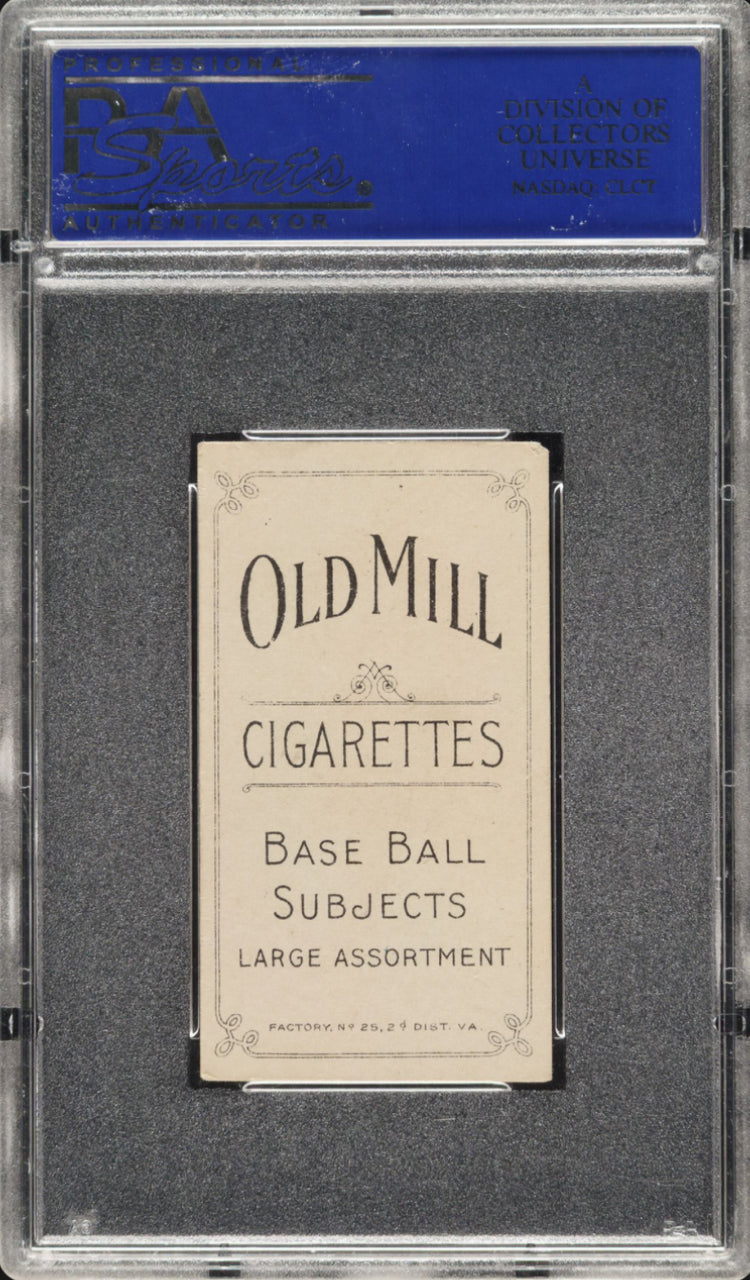 PROFESSIONAL
PSA
Sports®
AUTHENTICATOR
A
DIVISION OF
COLLECTORS
UNIVERSE
NASDAQ: CLCT
OLD MILL
CIGARETTES
BASE BALL
SUBJECTS
LARGE ASSORTMENT
FACTORY. Nº 25, 2ᵈ DIST. VA.